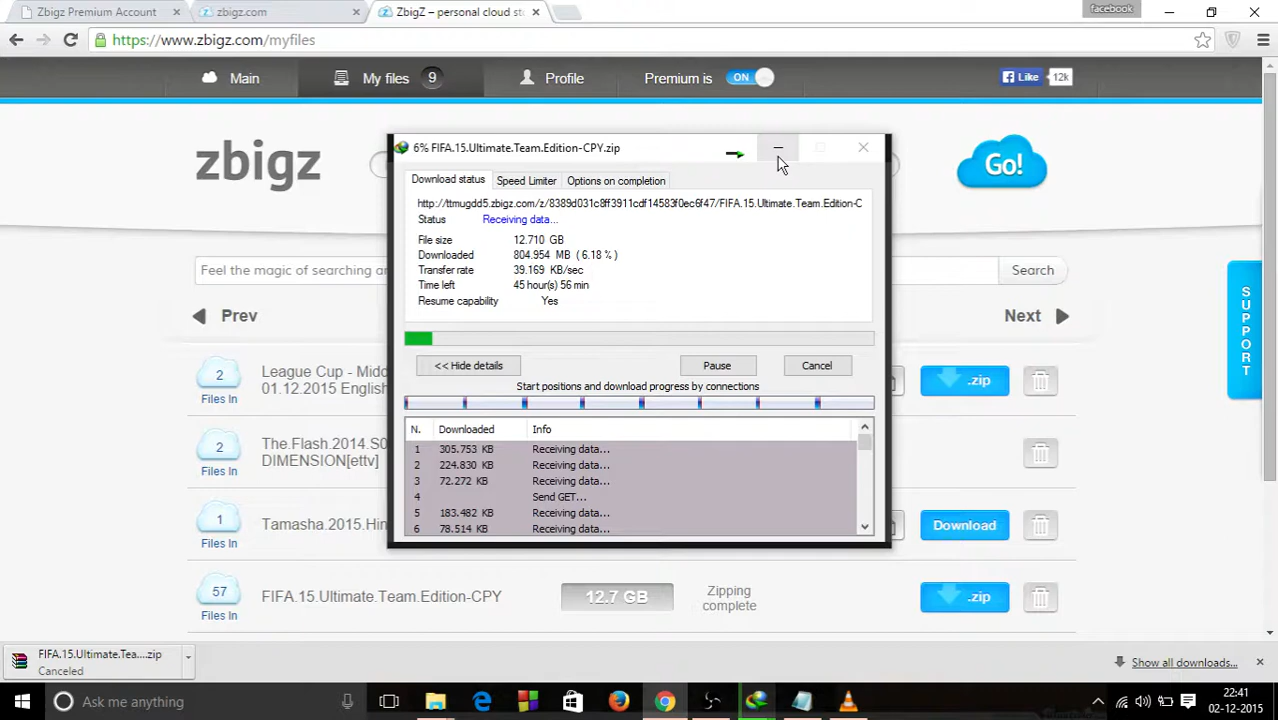 Zbigz Premium Account
zbigz.com
ZbigZ – personal cloud st
facebook
https://www.zbigz.com/myfiles
Main
My files 9
Profile
Premium is ON
Like 12k
zbigz
Go!
6% FIFA.15.Ultimate.Team.Edition-CPY.zip
Download status
Speed Limiter
Options on completion
http://ttmugdd5.zbigz.com/z/8389d031c8ff3911cdf14583f0ec6f47/FIFA.15.Ultimate.Team.Edition-C
Status Receiving data...
File size 12.710 GB
Downloaded 804.954 MB ( 6.18 % )
Transfer rate 39.169 KB/sec
Time left 45 hour(s) 56 min
Resume capability Yes
<< Hide details
Pause
Cancel
Start positions and download progress by connections
N. Downloaded Info
1 305.753 KB Receiving data...
2 224.830 KB Receiving data...
3 72.272 KB Receiving data...
4 Send GET...
5 183.482 KB Receiving data...
6 78.514 KB Receiving data...
Feel the magic of searching ar
Search
Prev
Next
SUPPORT
2
Files In
League Cup - Midd
01.12.2015 English
.zip
2
Files In
The.Flash.2014.S0
DIMENSION[ettv]
1
Files In
Tamasha.2015.Hin
Download
57
Files In
FIFA.15.Ultimate.Team.Edition-CPY
12.7 GB
Zipping
complete
.zip
FIFA.15.Ultimate.Tea....zip
Canceled
Show all downloads...
Ask me anything
22:41
02-12-2015